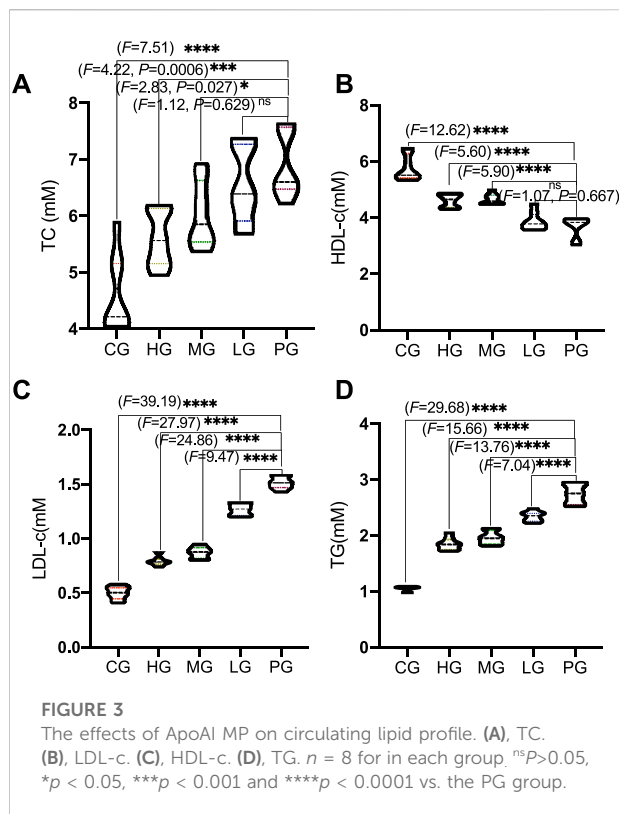 (F=7.51) ****
(F=4.22, P=0.0006) ***
(F=2.83, P=0.027) *
(F=1.12, P=0.629) ns
A
8
7
6
5
4
TC (mM)
CG HG MG LG PG
B
(F=12.62) ****
(F=5.60) ****
(F=5.90) ****
ns
(F=1.07, P=0.667)
8
6
4
2
0
HDL-c(mM)
CG HG MG LG PG
C
(F=39.19) ****
(F=27.97) ****
(F=24.86) ****
(F=9.47) ****
2.0
1.5
1.0
0.5
0.0
LDL-c(mM
CG HG MG LG PG
D
(F=29.68) ****
(F=15.66) ****
(F=13.76) ****
(F=7.04) ****
4
3
2
1
0
TG(mM)
CG HG MG LG PG
FIGURE 3
The effects of ApoAI MP on circulating lipid profile. (A), TC.
(B), LDL-c. (C), HDL-c. (D), TG. n = 8 for in each group. nsP>0.05,
*p < 0.05, ***p < 0.001 and ****p < 0.0001 vs. the PG group.